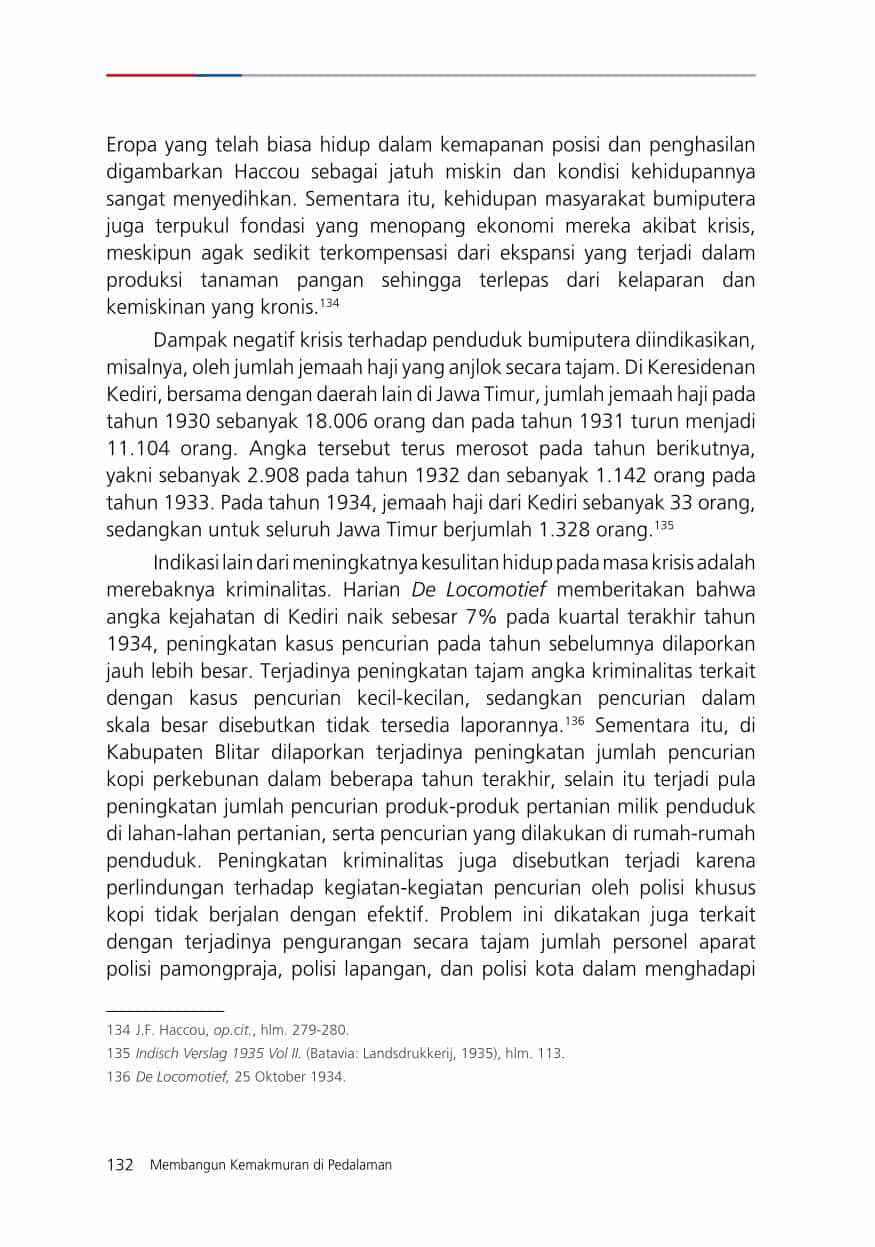 Eropa yang telah biasa hidup dalam kemapanan posisi dan penghasilan
digambarkan Haccou sebagai jatuh miskin dan kondisi kehidupannya
sangat menyedihkan. Sementara itu, kehidupan masyarakat bumiputera
juga terpukul fondasi yang menopang ekonomi mereka akibat krisis,
meskipun agak sedikit terkompensasi dari ekspansi yang terjadi dalam
produksi tanaman pangan sehingga terlepas dari kelaparan dan
kemiskinan yang kronis.134
Dampak negatif krisis terhadap penduduk bumiputera diindikasikan,
misalnya, oleh jumlah jemaah haji yang anjlok secara tajam. Di Keresidenan
Kediri, bersama dengan daerah lain di Jawa Timur, jumlah jemaah haji pada
tahun 1930 sebanyak 18.006 orang dan pada tahun 1931 turun menjadi
11.104 orang. Angka tersebut terus merosot pada tahun berikutnya,
yakni sebanyak 2.908 pada tahun 1932 dan sebanyak 1.142 orang pada
tahun 1933. Pada tahun 1934, jemaah haji dari Kediri sebanyak 33 orang,
sedangkan untuk seluruh Jawa Timur berjumlah 1.328 orang.135
Indikasi lain dari meningkatnya kesulitan hidup pada masa krisis adalah
merebaknya kriminalitas. Harian De Locomotief memberitakan bahwa
angka kejahatan di Kediri naik sebesar 7% pada kuartal terakhir tahun
1934, peningkatan kasus pencurian pada tahun sebelumnya dilaporkan
jauh lebih besar. Terjadinya peningkatan tajam angka kriminalitas terkait
dengan kasus pencurian kecil-kecilan, sedangkan pencurian dalam
skala besar disebutkan tidak tersedia laporannya.136 Sementara itu, di
Kabupaten Blitar dilaporkan terjadinya peningkatan jumlah pencurian
kopi perkebunan dalam beberapa tahun terakhir, selain itu terjadi pula
peningkatan jumlah pencurian produk-produk pertanian milik penduduk
di lahan-lahan pertanian, serta pencurian yang dilakukan di rumah-rumah
penduduk. Peningkatan kriminalitas juga disebutkan terjadi karena
perlindungan terhadap kegiatan-kegiatan pencurian oleh polisi khusus
kopi tidak berjalan dengan efektif. Problem ini dikatakan juga terkait
dengan terjadinya pengurangan secara tajam jumlah personel aparat
polisi pamongpraja, polisi lapangan, dan polisi kota dalam menghadapi
134 J.F. Haccou, op.cit., hlm. 279-280.
135 Indisch Verslag 1935 Vol II. (Batavia: Landsdrukkerij, 1935), hlm. 113.
136 De Locomotief, 25 Oktober 1934.
132 Membangun Kemakmuran di Pedalaman